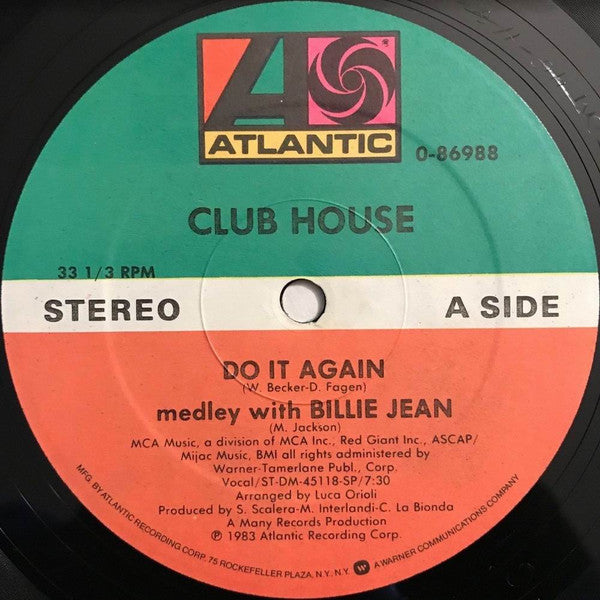 ATLANTIC
0-86988
CLUB HOUSE
33 1/3 RPM
STEREO
A SIDE
DO IT AGAIN
(W. Becker-D. Fagen)
medley with BILLIE JEAN
(M. Jackson)
MCA Music, a division of MCA Inc., Red Giant Inc., ASCAP/
Mijac Music, BMI all rights administered by
Warner-Tamerlane Publ., Corp.
Vocal/ST-DM-45118-SP/7:30
Arranged by Luca Orioli
Produced by S. Scalera-M. Interlandi-C. La Bionda
A Many Records Production
℗ 1983 Atlantic Recording Corp.
MFG. BY ATLANTIC RECORDING CORP. 75 ROCKEFELLER PLAZA, N.Y. N.Y. W A WARNER COMMUNICATIONS COMPANY